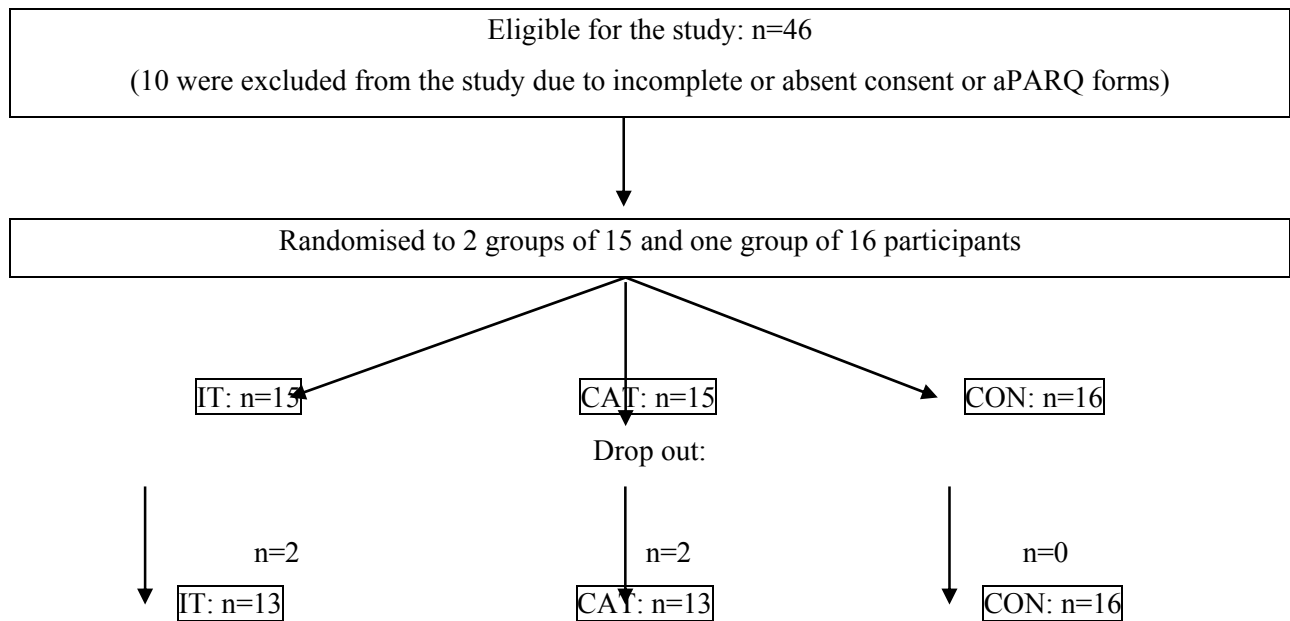 Eligible for the study: n=46
(10 were excluded from the study due to incomplete or absent consent or aPARQ forms)
Randomised to 2 groups of 15 and one group of 16 participants
IT: n=15
CAT: n=15
CON: n=16
Drop out:
n=2
n=2
n=0
IT: n=13
CAT: n=13
CON: n=16